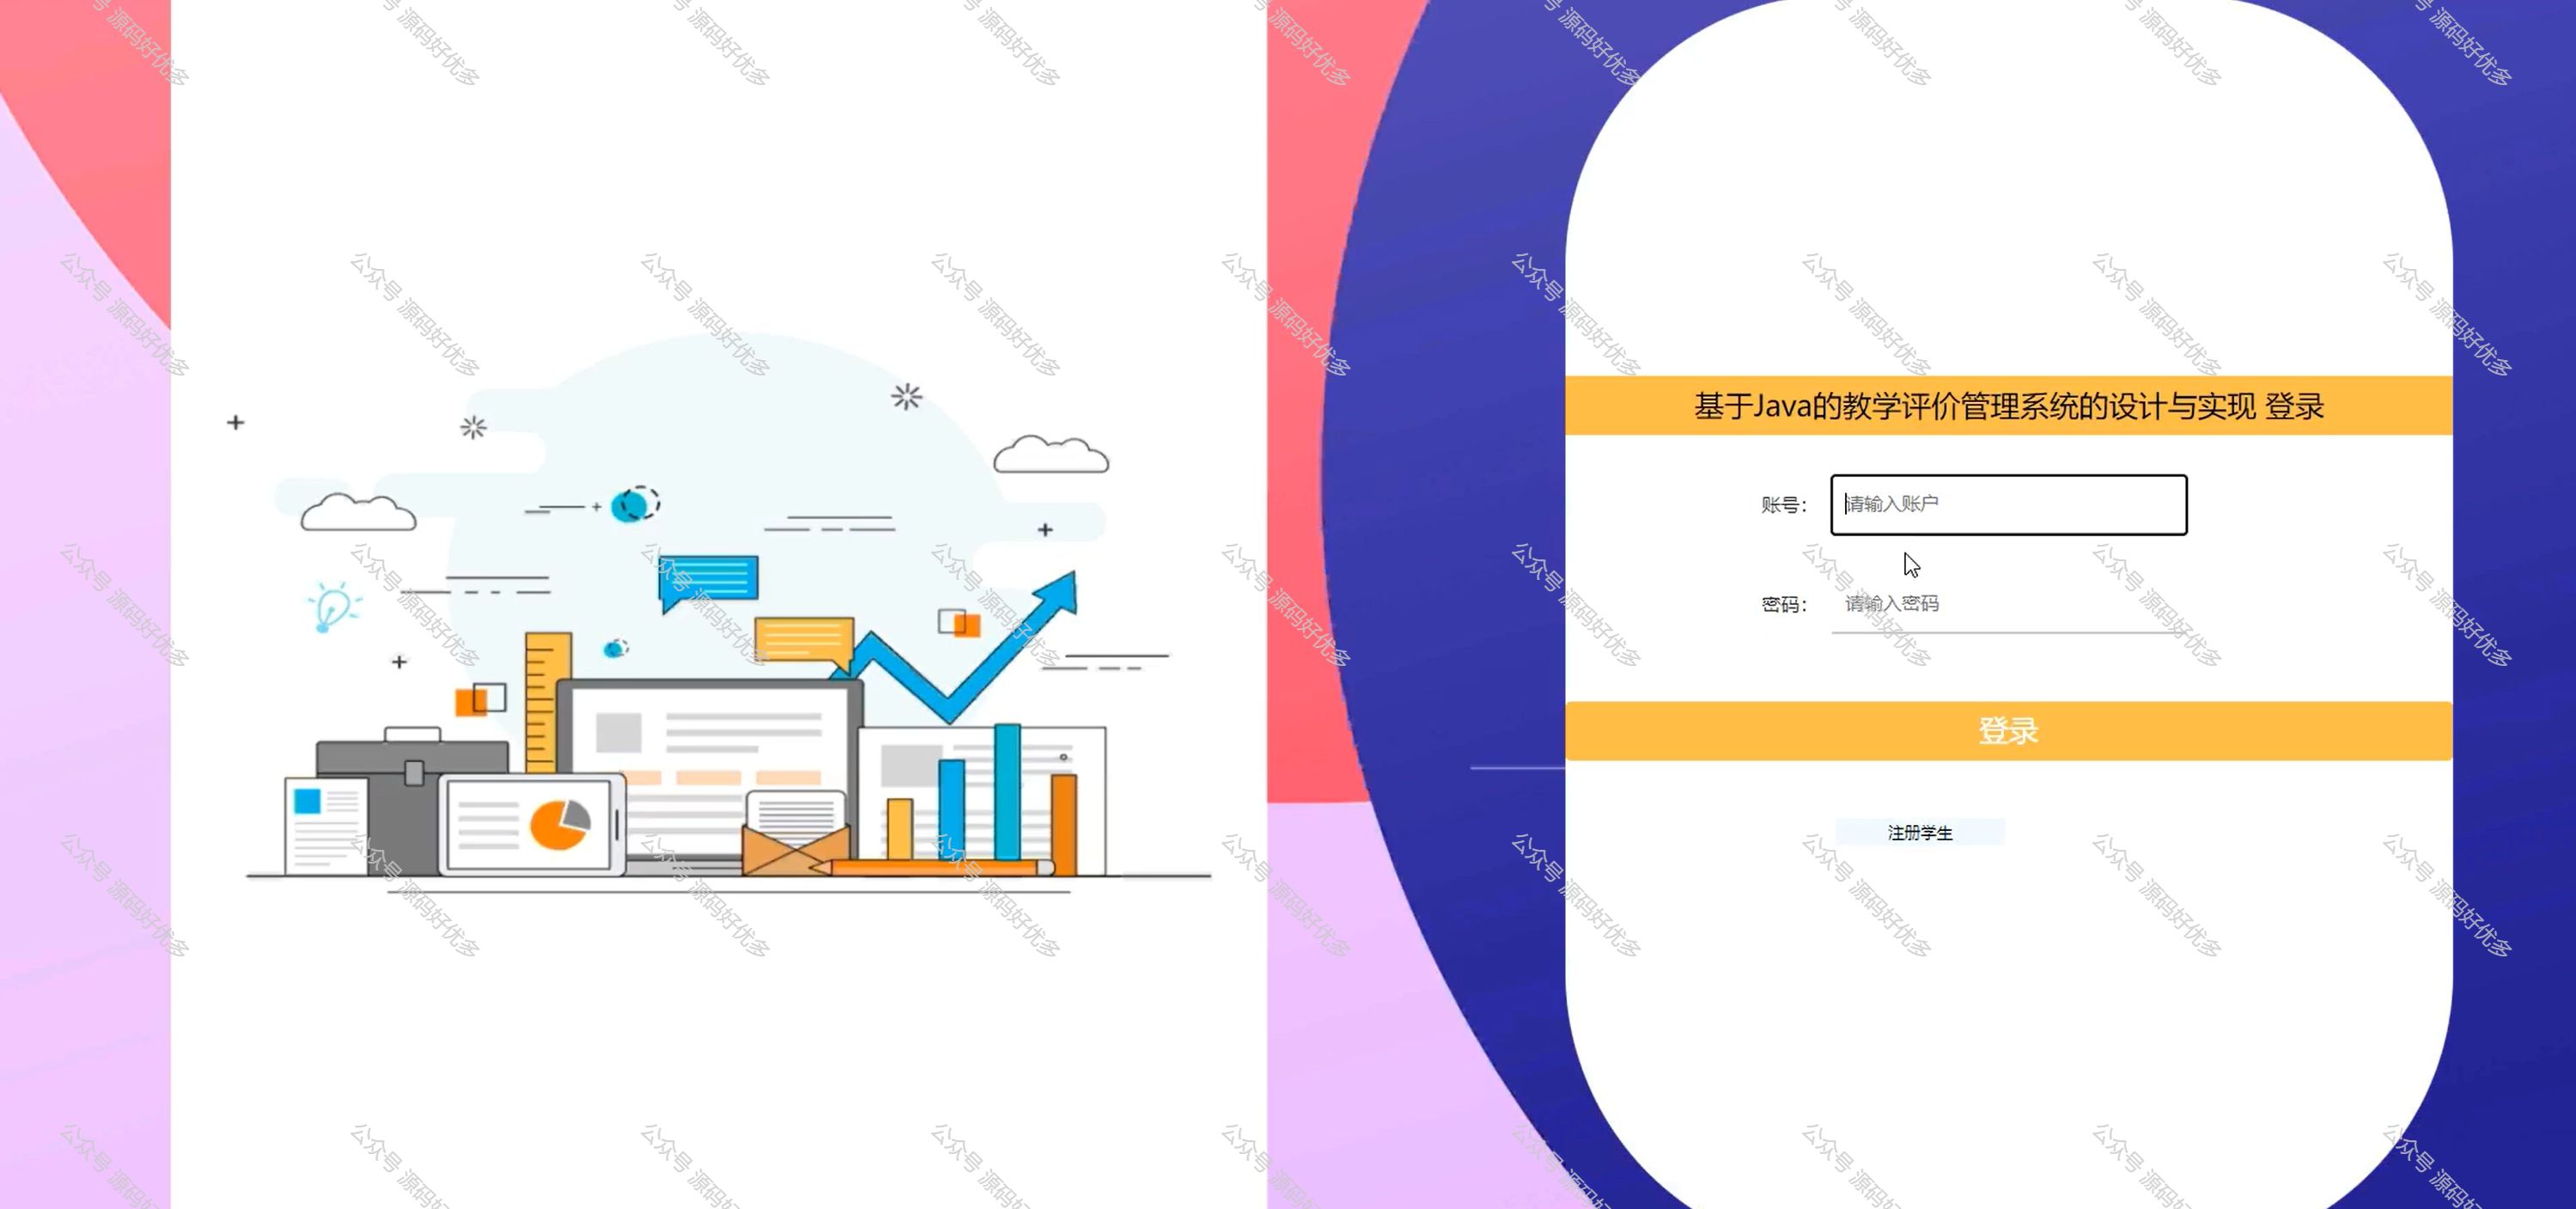 基于Java的教学评价管理系统的设计与实现 登录
账号：
请输入账户
密码：
请输入密码
登录
注册学生
公众号 源码好优多